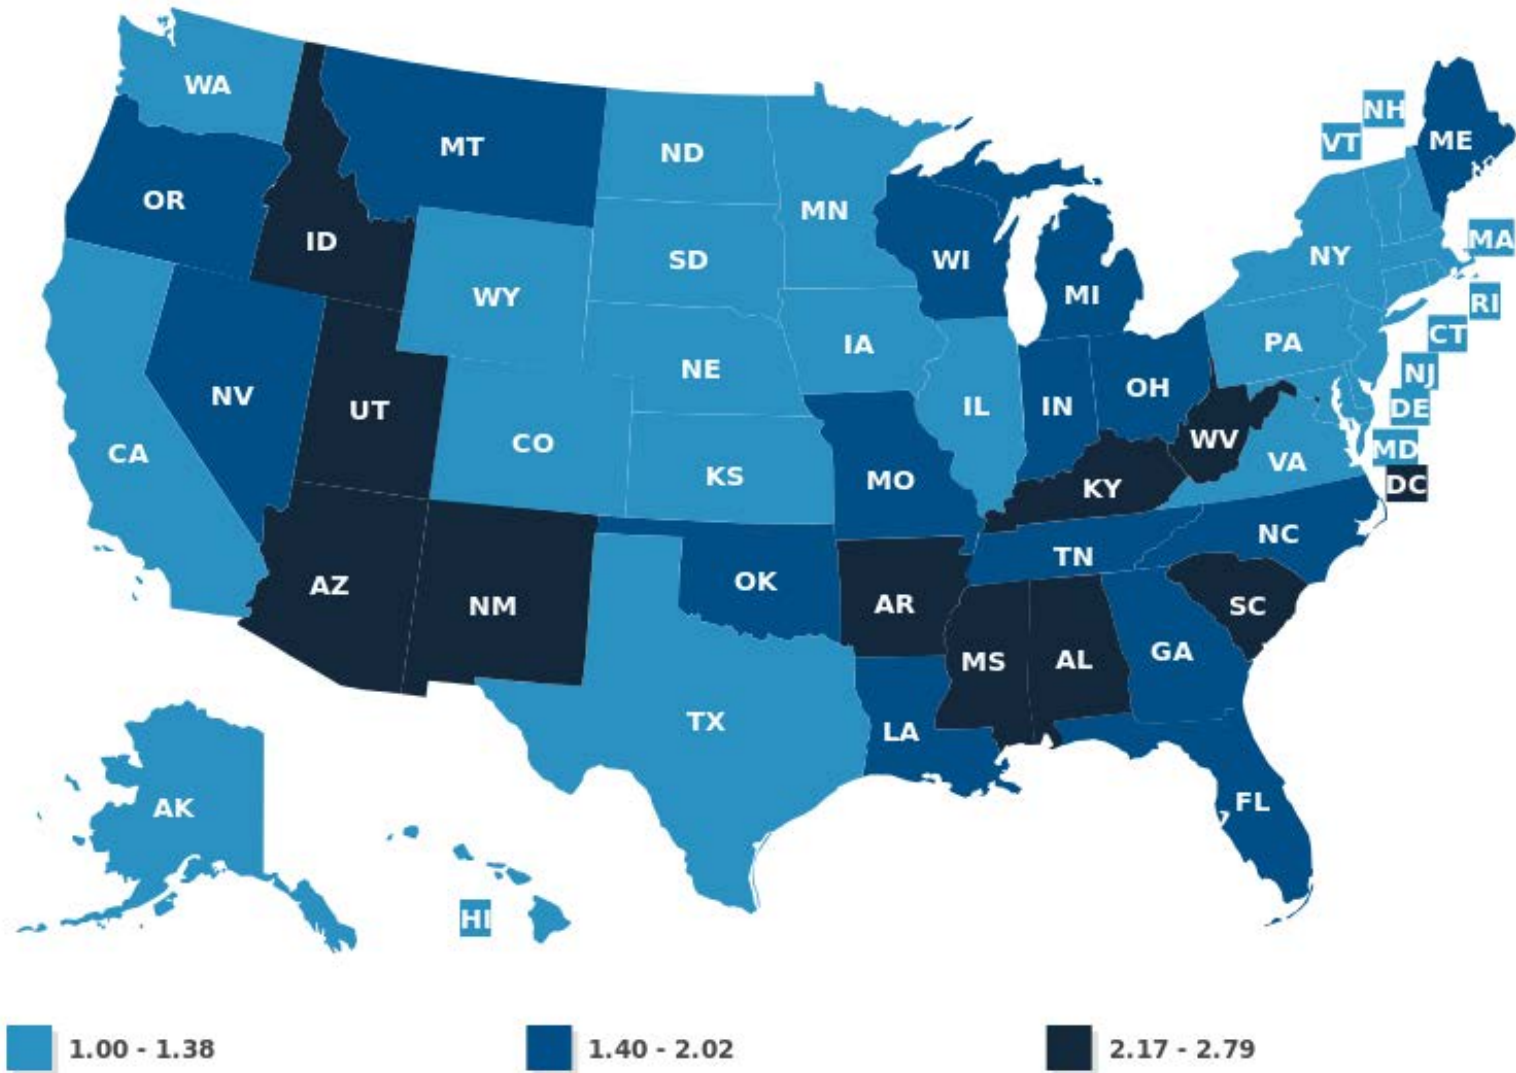 WA
NH
VT
ME
MT
ND
OR
MN
ID
SD
WI
MA
NY
WY
MI
RI
CT
PA
IA
NE
NJ
NV
OH
DE
UT
IL
IN
WV
CO
MD
CA
VA
KS
MO
KY
DC
NC
TN
OK
AZ
NM
AR
SC
MS
AL
GA
TX
LA
FL
AK
HI
1.00 - 1.38 1.40 - 2.02 2.17 - 2.79